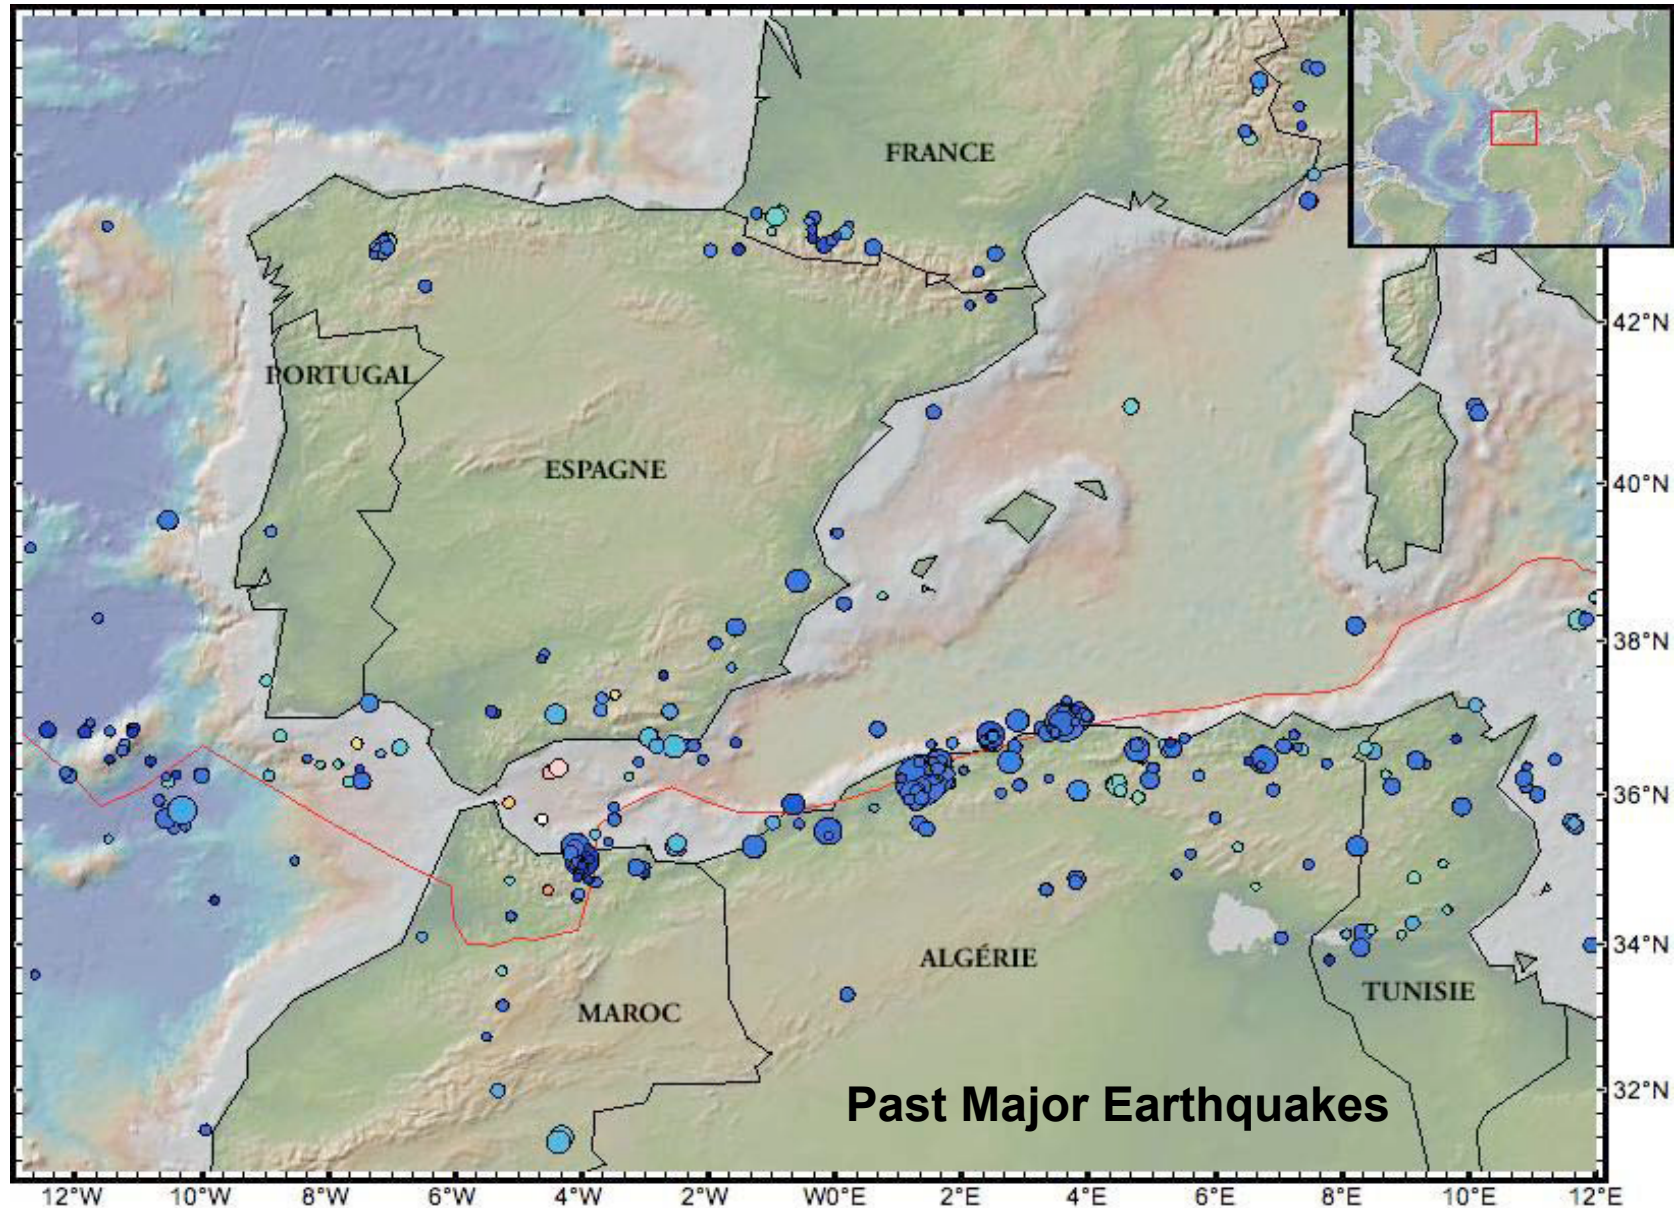 FRANCE
42°N
PORTUGAL
ESPAGNE
40°N
38°N
36°N
34°N
ALGÉRIE
TUNISIE
MAROC
32°N
Past Major Earthquakes
12°W 10°W 8°W 6°W 4°W 2°W W0°E 2°E 4°E 6°E 8°E 10°E 12°E